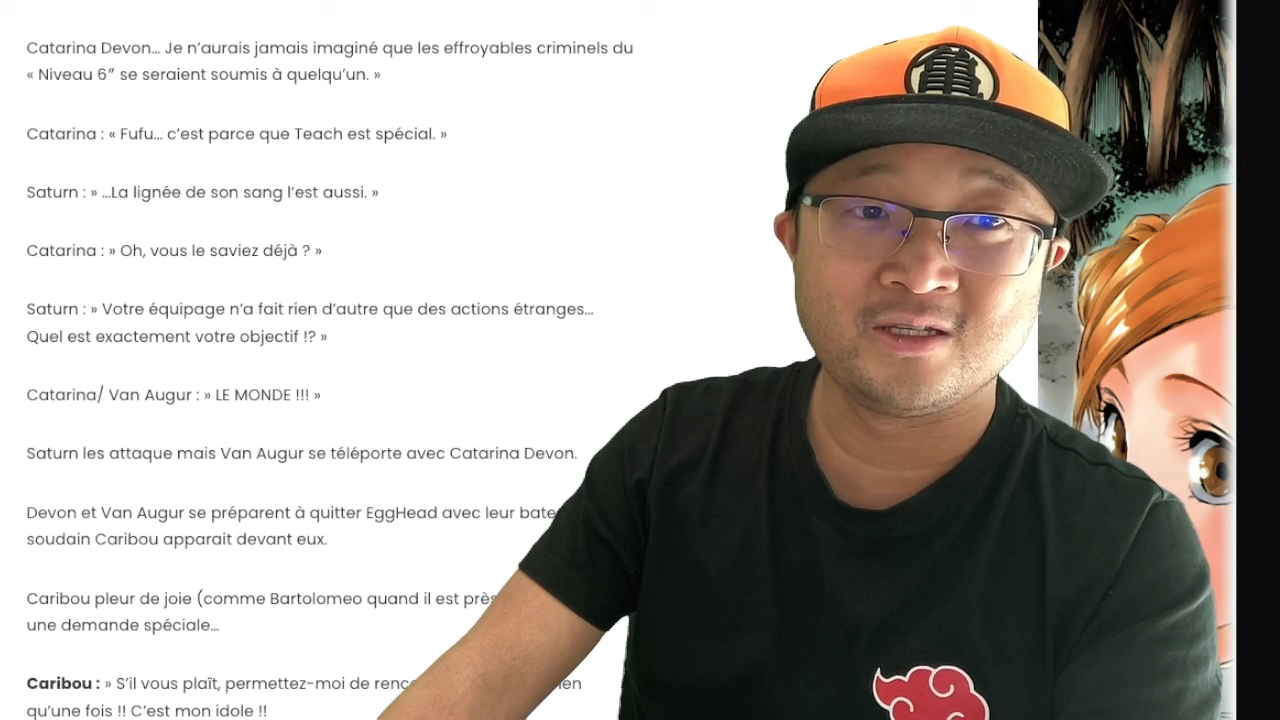 Catarina Devon… Je n’aurais jamais imaginé que les effroyables criminels du
« Niveau 6″ se seraient soumis à quelqu’un. »
Catarina : « Fufu… c’est parce que Teach est spécial. »
Saturn : » …La lignée de son sang l’est aussi. »
Catarina : » Oh, vous le saviez déjà ? »
Saturn : » Votre équipage n’a fait rien d’autre que des actions étranges…
Quel est exactement votre objectif !? »
Catarina/ Van Augur : » LE MONDE !!! »
Saturn les attaque mais Van Augur se téléporte avec Catarina Devon.
Devon et Van Augur se préparent à quitter EggHead avec leur
soudain Caribou apparait devant eux.
Caribou pleur de joie (comme Bartolomeo quand il est près
une demande spéciale…
Caribou : » S’il vous plaît, permettez-moi de
qu’une fois !! C’est mon idole !!
亀